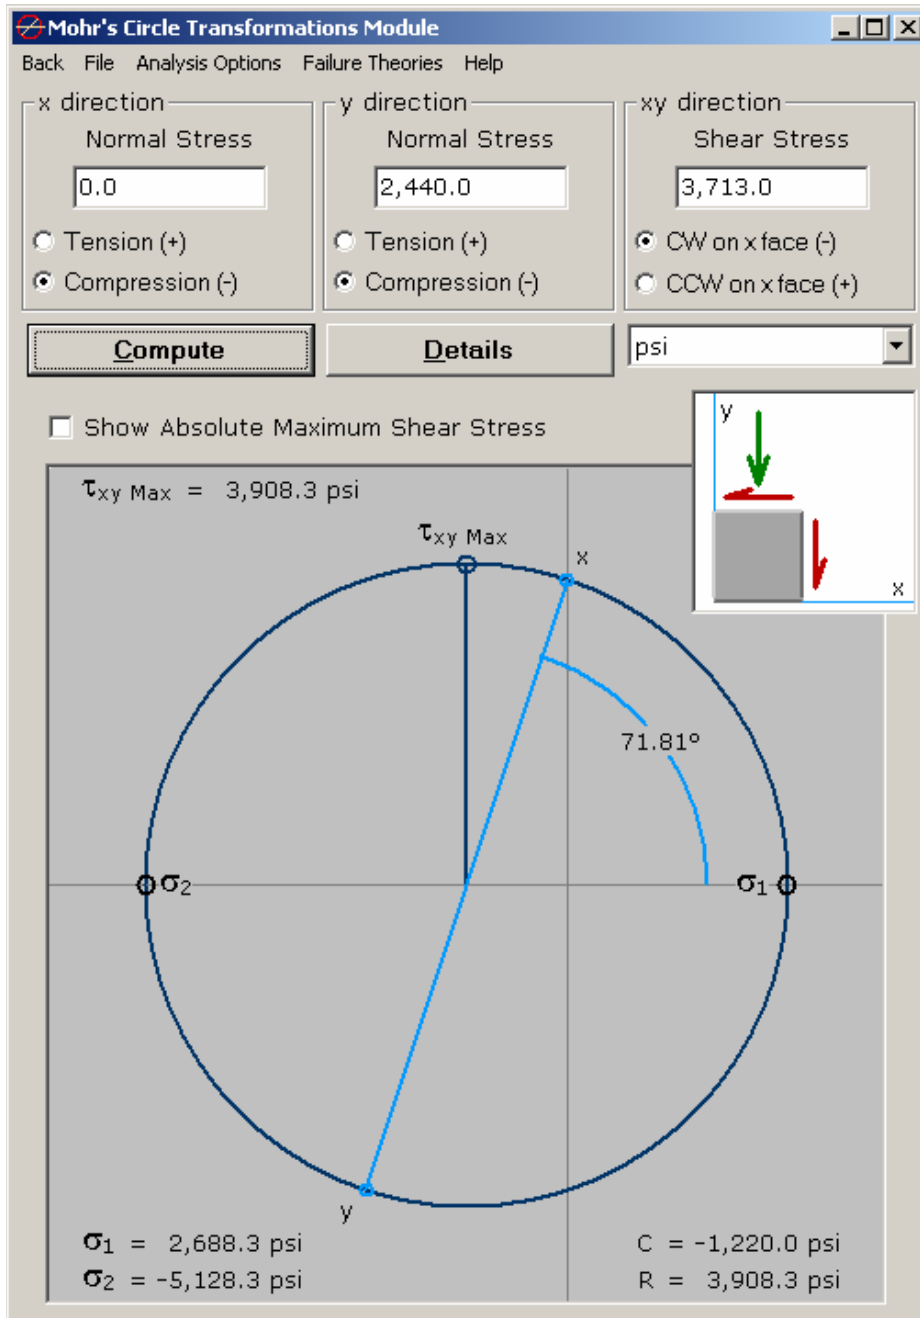 Mohr's Circle Transformations Module
Back File Analysis Options Failure Theories Help
x direction
Normal Stress
0.0
Tension (+)
Compression (-)
y direction
Normal Stress
2,440.0
Tension (+)
Compression (-)
xy direction
Shear Stress
3,713.0
CW on x face (-)
CCW on x face (+)
Compute
Details
psi
Show Absolute Maximum Shear Stress
y
x
τxy Max = 3,908.3 psi
τxy Max
x
71.81º
σ2
σ1
y
σ1 = 2,688.3 psi
σ2 = -5,128.3 psi
C = -1,220.0 psi
R = 3,908.3 psi